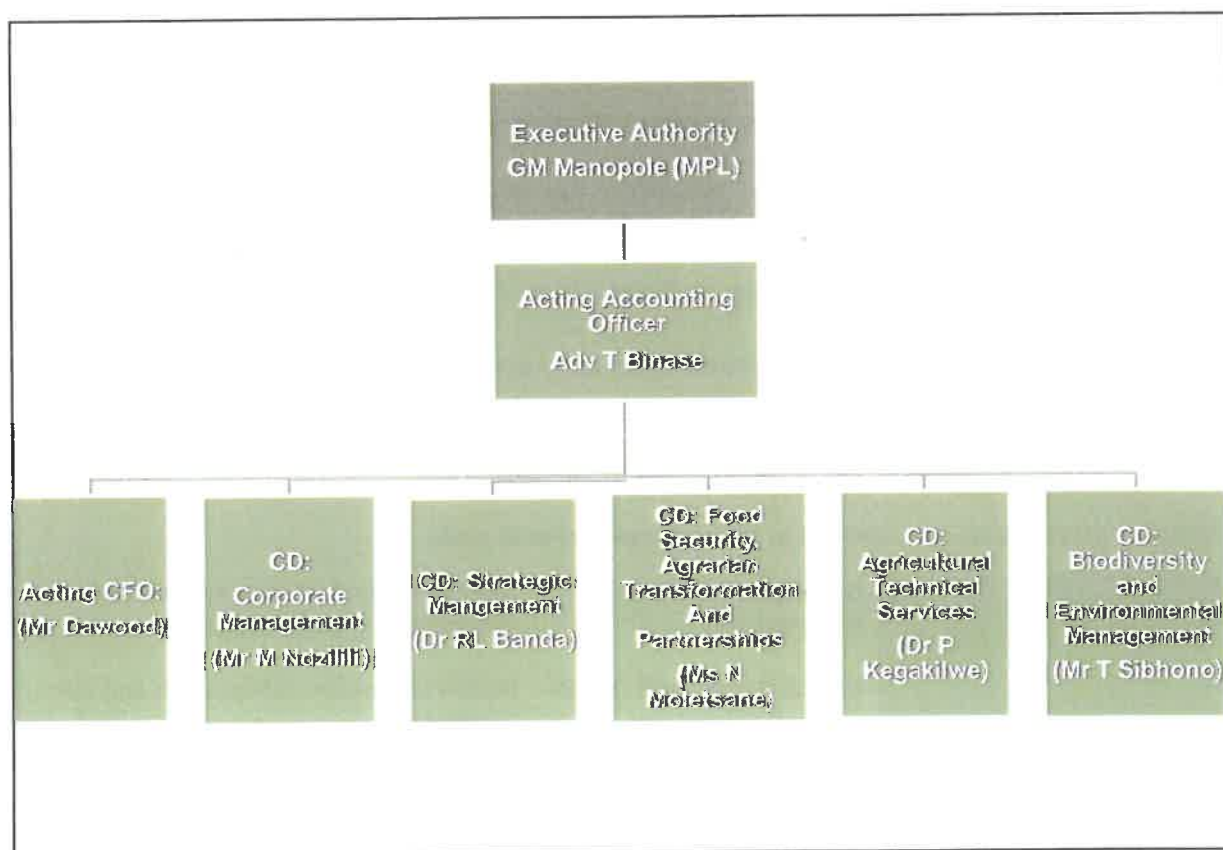 Executive Authority
GM Manopole (MPL)
Acting Accounting
Officer
Adv T Binase
Acting CFO:
(Mr Dawood)
CD:
Corporate
Management
(Mr M Ndzilili)
CD: Strategic
Mangement
(Dr RL Banda)
CD: Food
Security,
Agrarian
Transformation
And
Partnerships
(Ms N
Moletsane)
CD:
Agricultural
Technical
Services
(Dr P
Kegakilwe)
CD:
Biodiversity
and
Environmental
Management
(Mr T Sibhono)